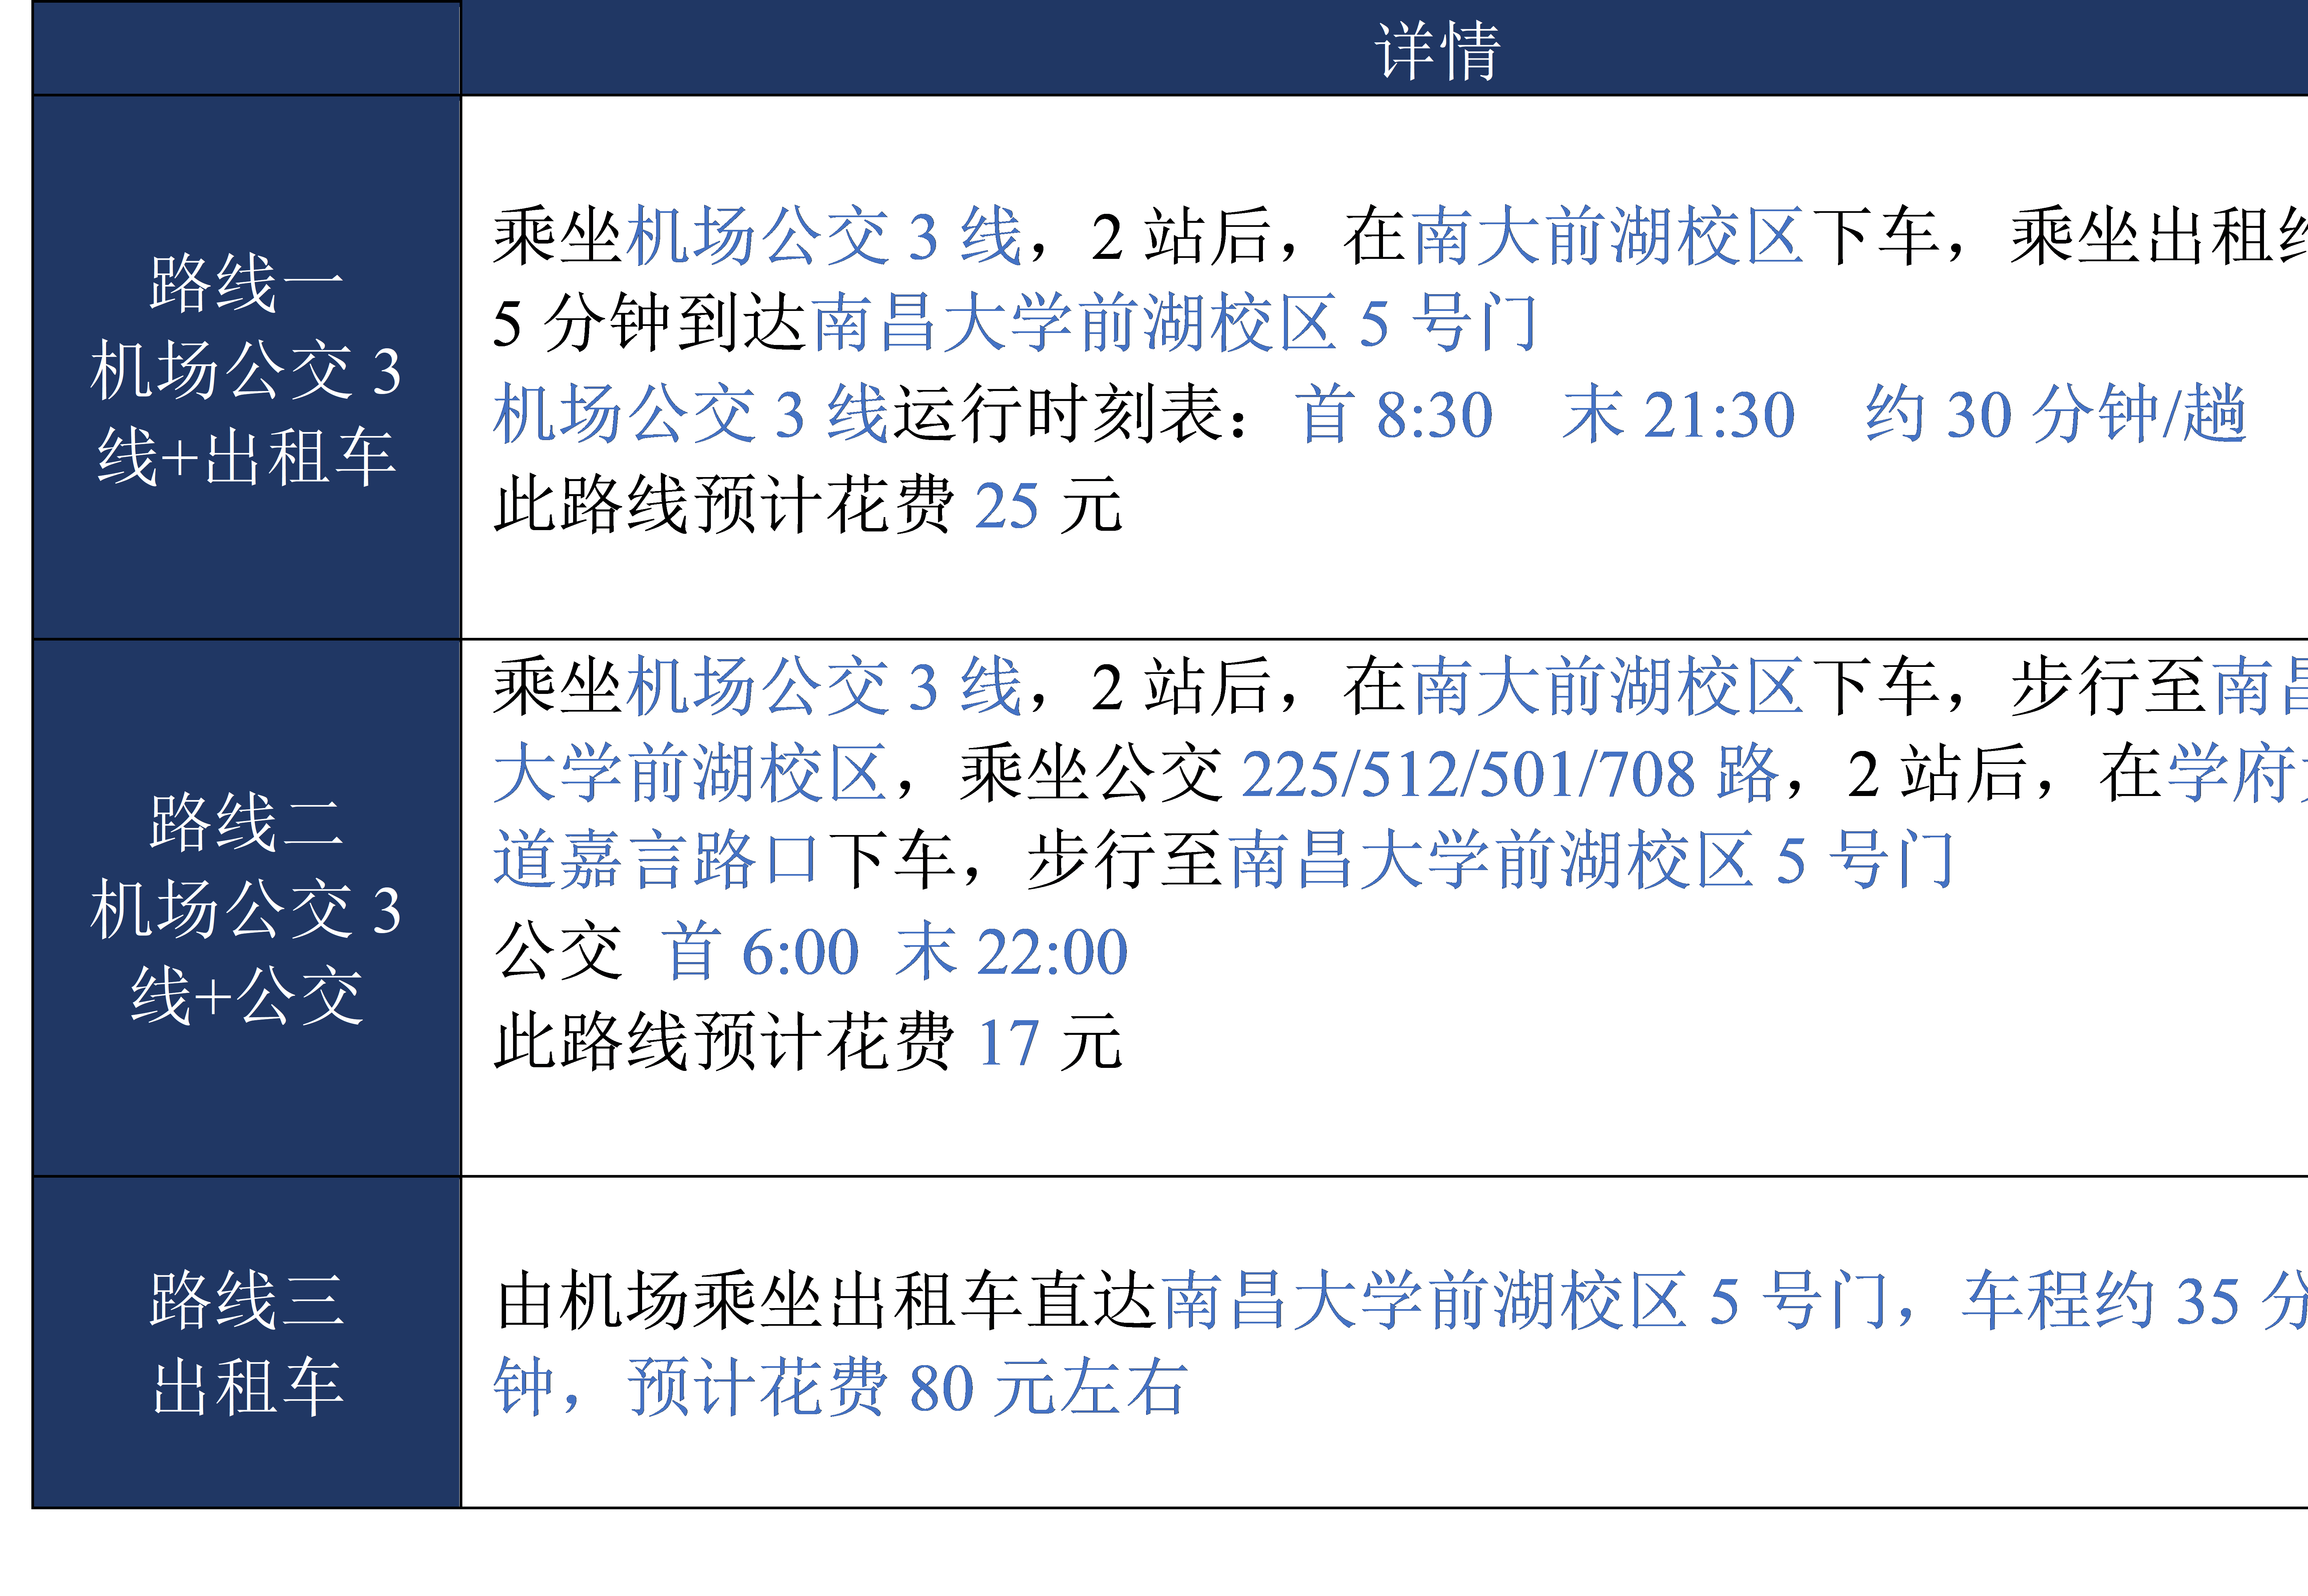 详情
路线一
机场公交 3
线+出租车
乘坐机场公交 3 线，2 站后，在南大前湖校区下车，乘坐出租
5 分钟到达南昌大学前湖校区 5 号门
机场公交 3 线运行时刻表：首 8:30 末 21:30 约 30 分钟/趟
此路线预计花费 25 元
路线二
机场公交 3
线+公交
乘坐机场公交 3 线，2 站后，在南大前湖校区下车，步行至南昌
大学前湖校区，乘坐公交 225/512/501/708 路，2 站后，在学府
道嘉言路口下车，步行至南昌大学前湖校区 5 号门
公交 首 6:00 末 22:00
此路线预计花费 17 元
路线三
出租车
由机场乘坐出租车直达南昌大学前湖校区 5 号门，车程约 35 分
钟，预计花费 80 元左右